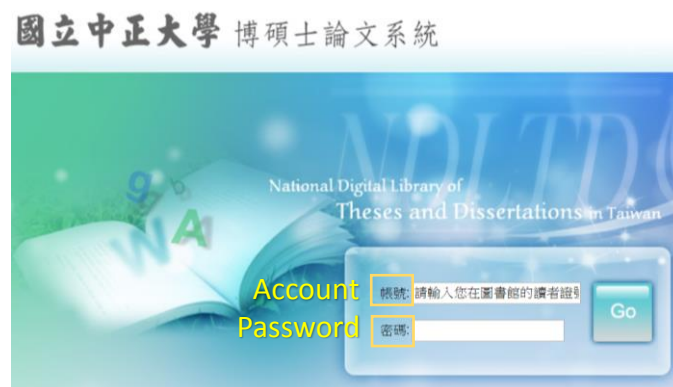 國立中正大學 博碩士論文系統
NDLTD
National Digital Library of
Theses and Dissertations in Taiwan
Account 帳號: 請輸入您在圖書館的讀者證
Password 密碼:
Go
g
b
W
A